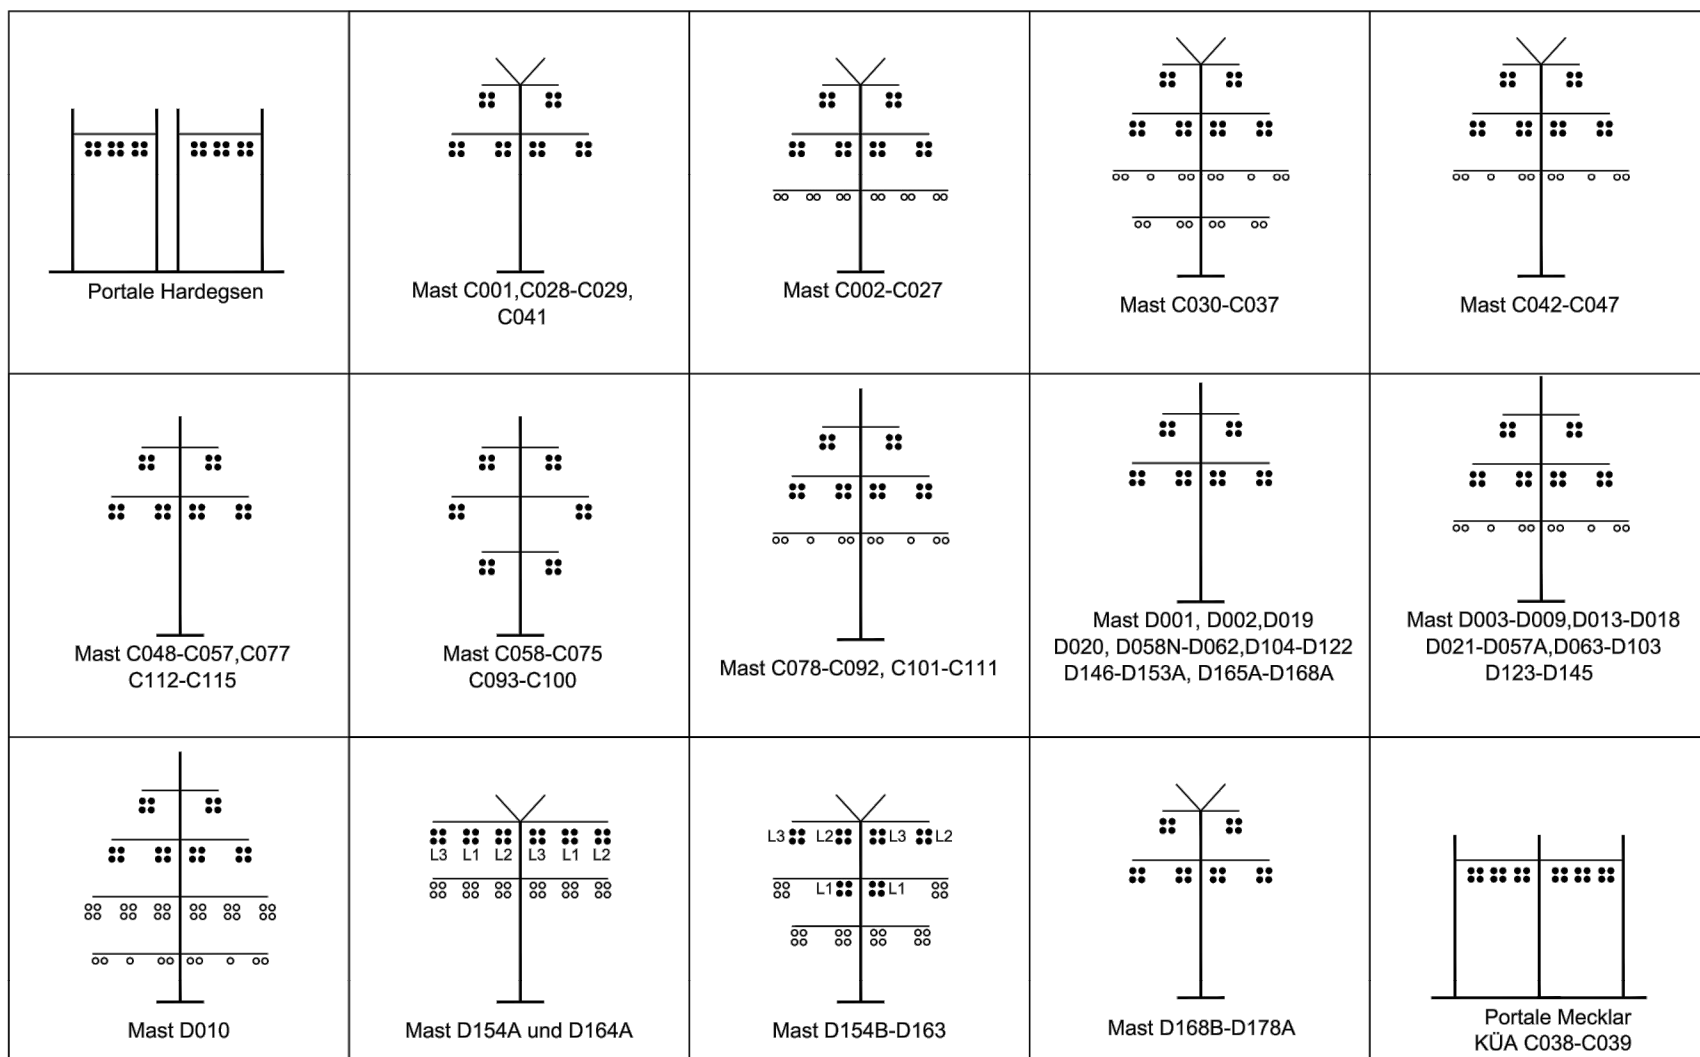 Portale Hardegsen
Mast C001,C028-C029,
C041
Mast C002-C027
Mast C030-C037
Mast C042-C047
Mast C048-C057,C077
C112-C115
Mast C058-C075
C093-C100
Mast C078-C092, C101-C111
Mast D001, D002,D019
D020, D058N-D062,D104-D122
D146-D153A, D165A-D168A
Mast D003-D009,D013-D018
D021-D057A,D063-D103
D123-D145
Mast D010
L3 L1 L2 L3 L1 L2
Mast D154A und D164A
L3 L2 L3 L2
L1 L1
Mast D154B-D163
Mast D168B-D178A
Portale Mecklar
KÜA C038-C039